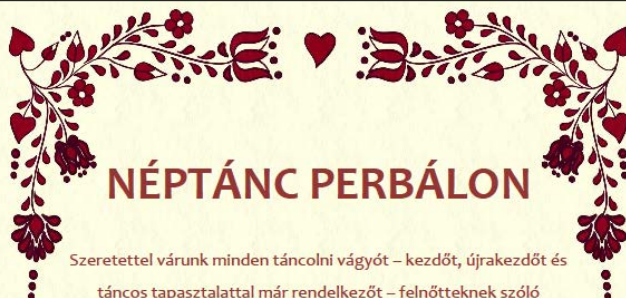 NÉPTÁNC PERBÁLON
Szeretettel várunk minden táncolni vágyót – kezdőt, újrakezdőt és
táncos tapasztalattal már rendelkezőt – felnőtteknek szóló